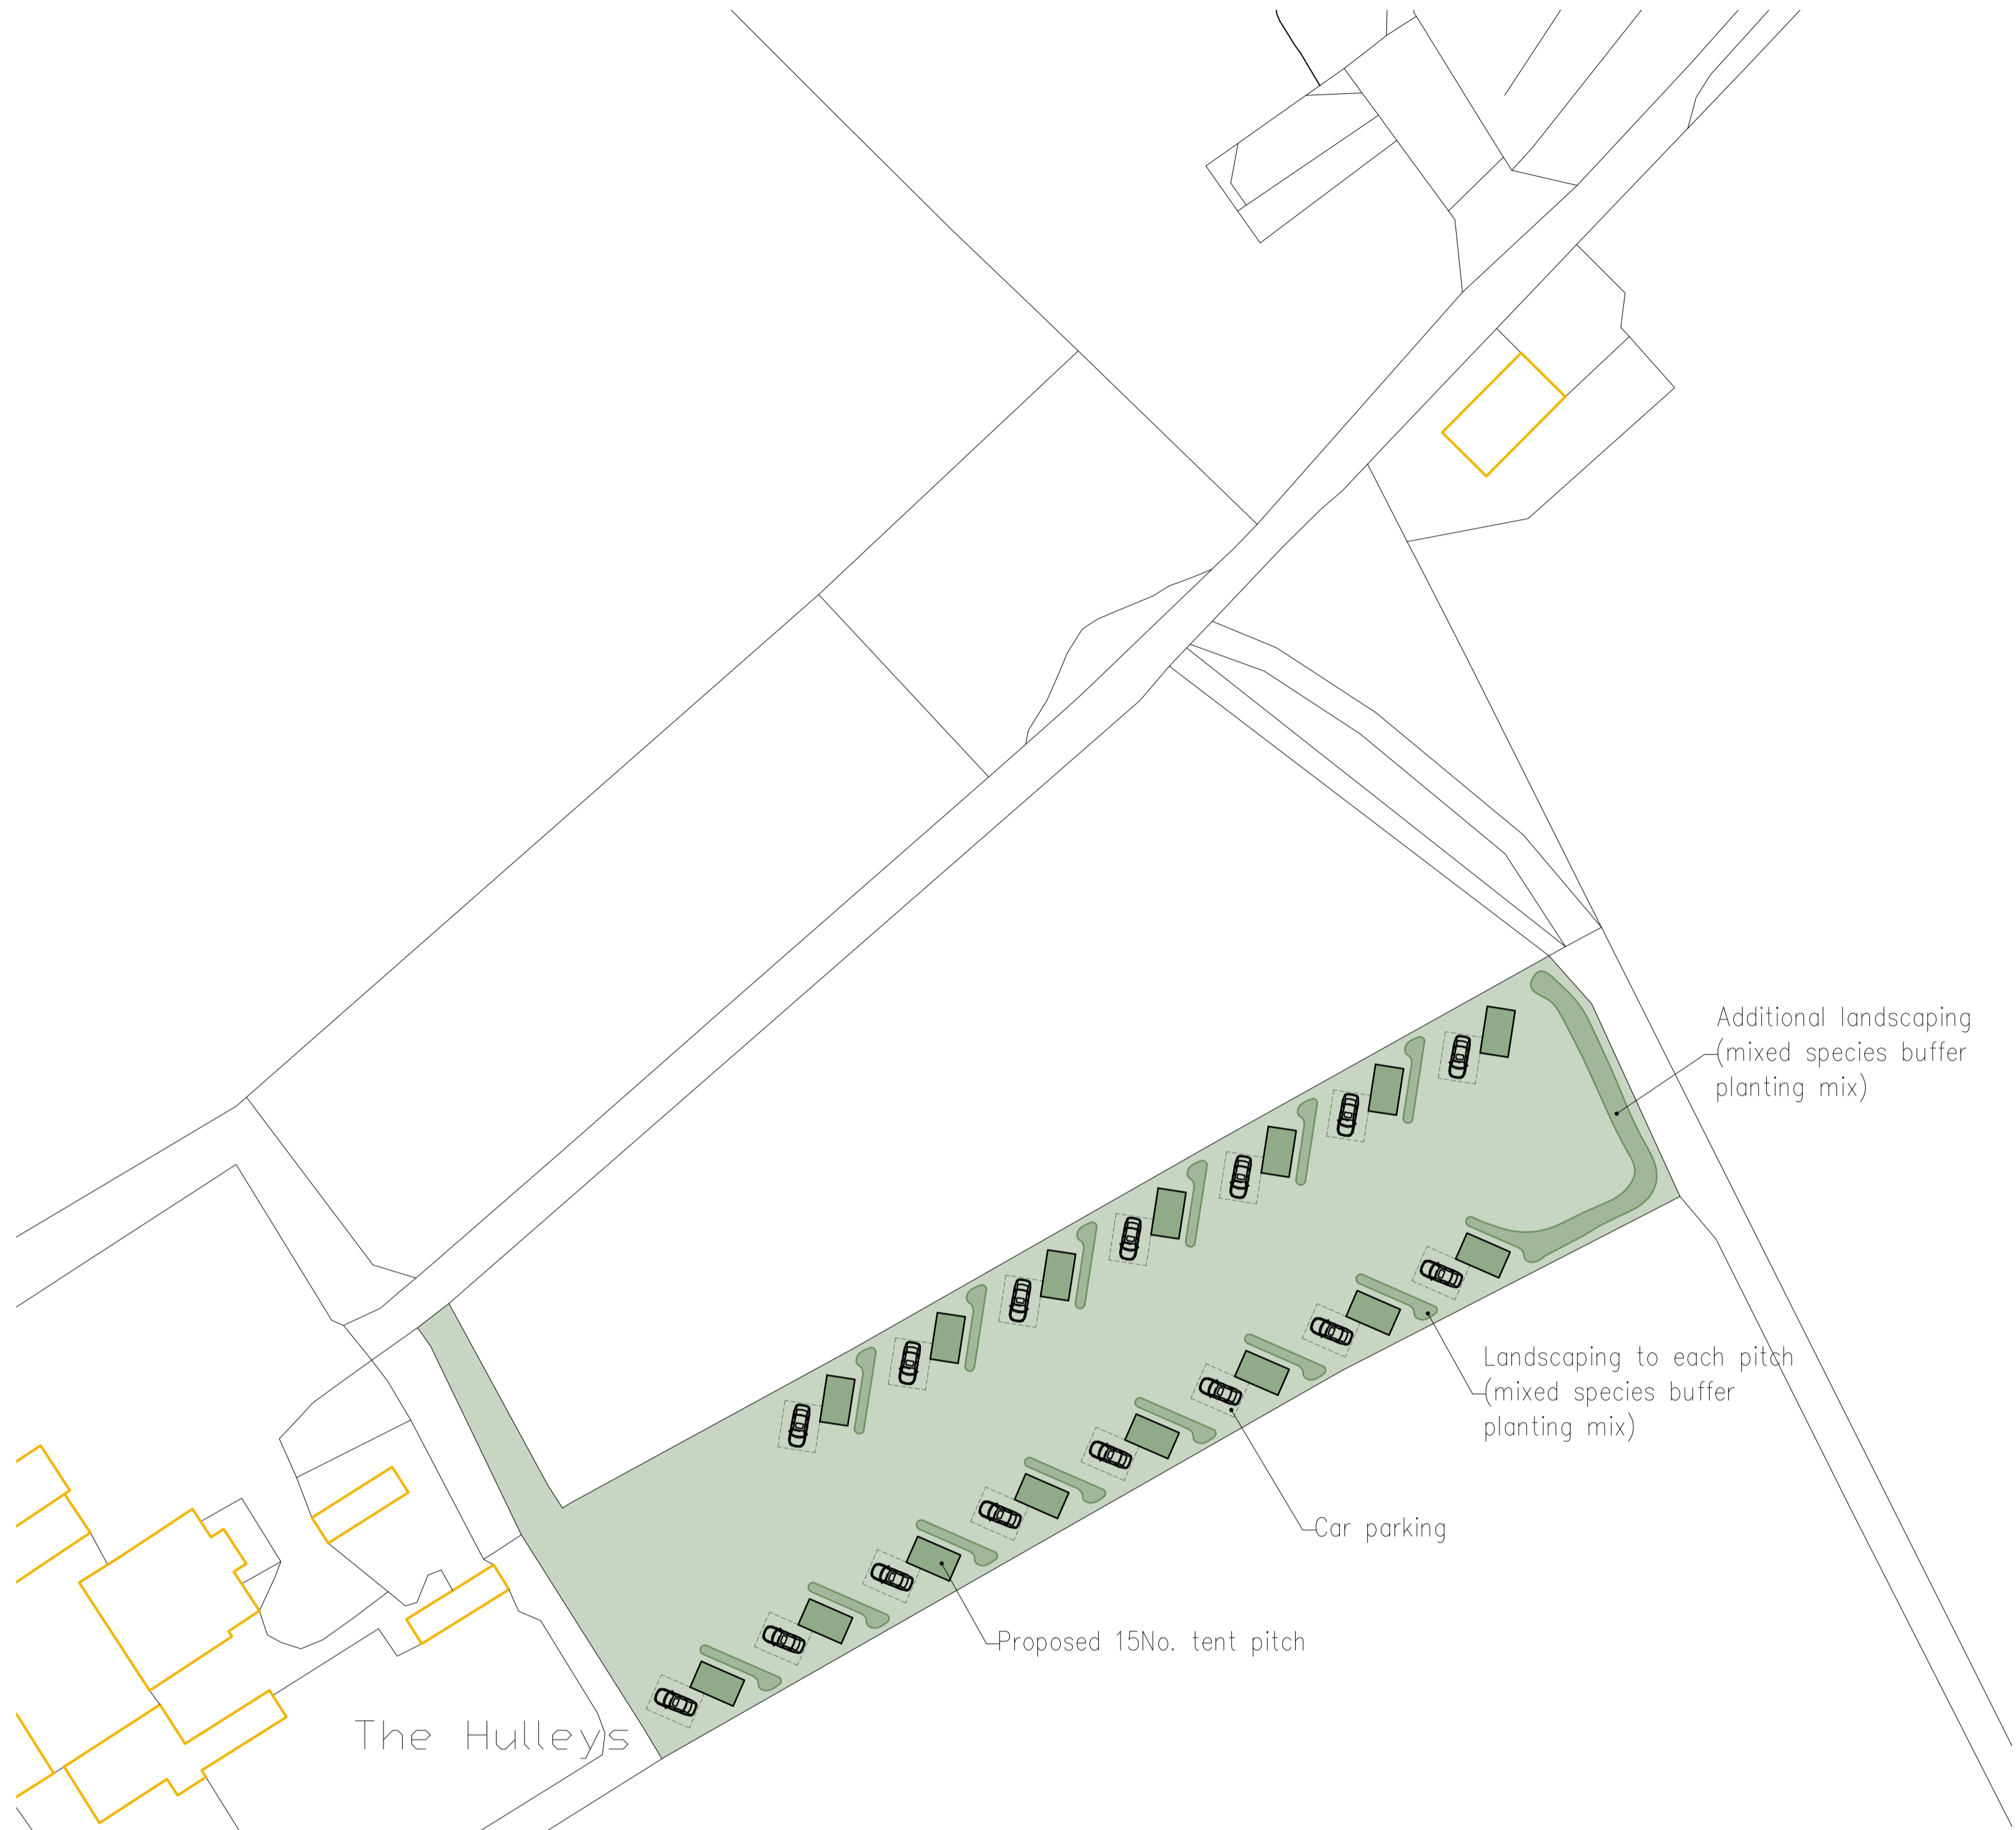 Additional landscaping
(mixed species buffer
planting mix)
Landscaping to each pitch
(mixed species buffer
planting mix)
Car parking
Proposed 15No. tent pitch
The Hulleys